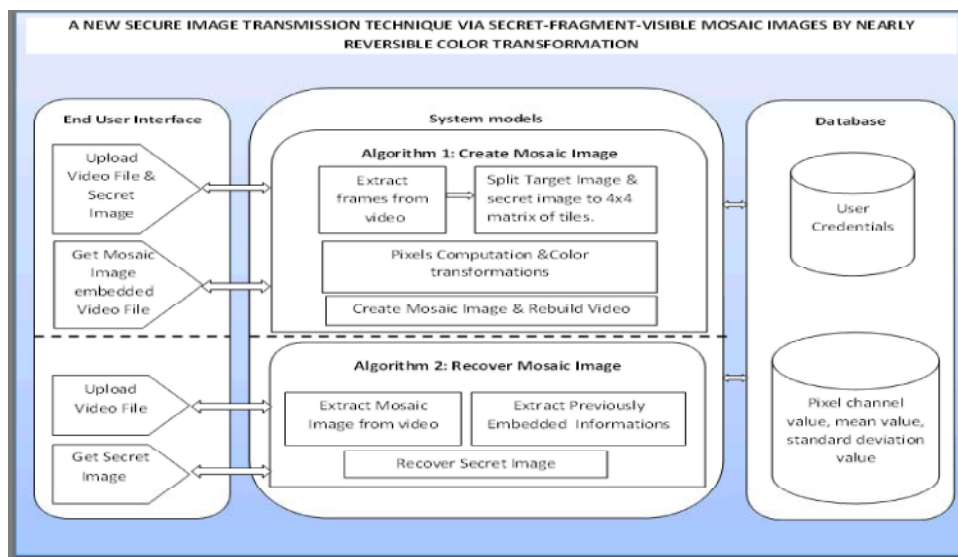 A NEW SECURE IMAGE TRANSMISSION TECHNIQUE VIA SECRET-FRAGMENT-VISIBLE MOSAIC IMAGES BY NEARLY
REVERSIBLE COLOR TRANSFORMATION
End User Interface
Upload
Video File &
Secret
Image
Get Mosaic
Image
embedded
Video File
Upload
Video File
Get Secret
Image
System models
Algorithm 1: Create Mosaic Image
Extract
frames from
video
Split Target Image &
secret image to 4x4
matrix of tiles.
Pixels Computation &Color
transformations
Create Mosaic Image & Rebuild Video
Algorithm 2: Recover Mosaic Image
Extract Mosaic
Image from video
Extract Previously
Embedded Informations
Recover Secret Image
Database
User
Credentials
Pixel channel
value, mean value,
standard deviation
value